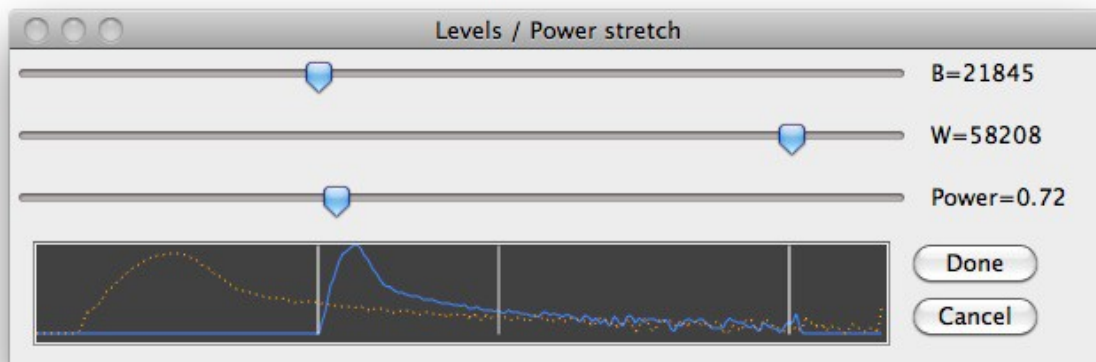 Levels / Power stretch
B=21845
W=58208
Power=0.72
Done
Cancel